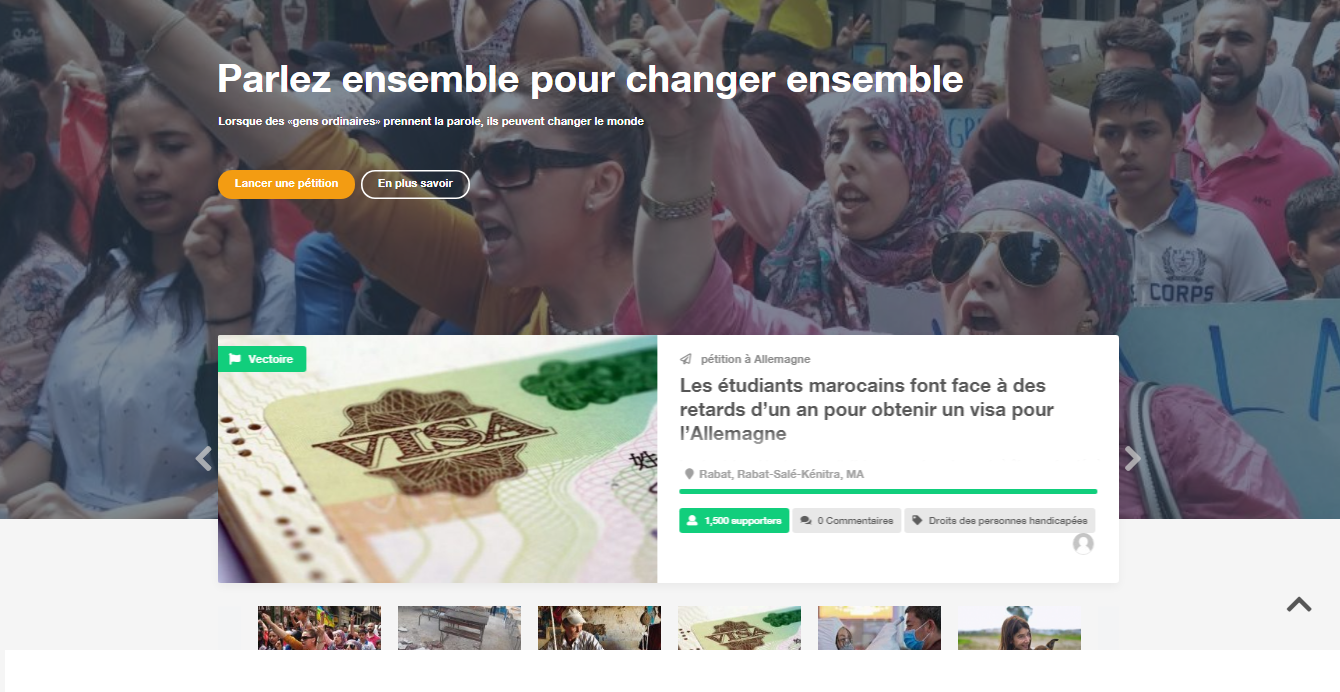 Parlez ensemble pour changer ensemble
Lorsque des «gens ordinaires» prennent la parole, ils peuvent changer le monde
Lancer une pétition
En plus savoir
CORPS
Vectoire
VISA
pétition à Allemagne
Les étudiants marocains font face à des
retards d’un an pour obtenir un visa pour
l’Allemagne
Rabat, Rabat-Salé-Kénitra, MA
1,500 supporters
0 Commentaires
Droits des personnes handicapées